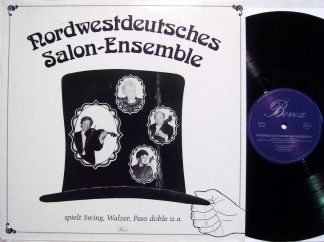 Nordwestdeutsches
Salon-Ensemble
spielt Swing, Walzer, Paso doble u.a.
Bovox